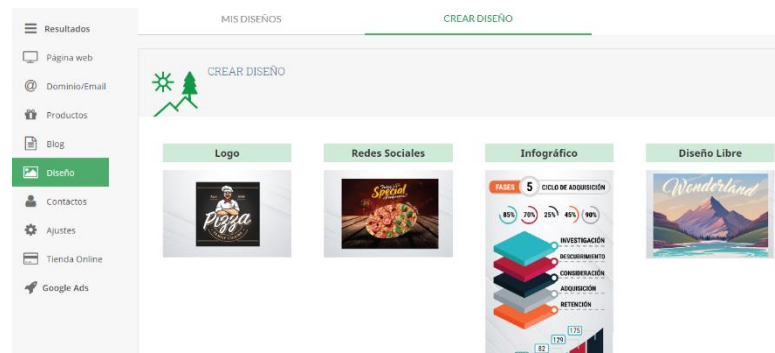 MIS DISEÑOS
CREAR DISEÑO
Resultados
Página web
Dominio/Email
Productos
Blog
Diseño
Contactos
Ajustes
Tienda Online
Google Ads
CREAR DISEÑO
Logo
Pizza
Redes Sociales
Special
Infográfico
FASES 5 CICLO DE ADQUISICIÓN
85% 70% 25% 45% 90%
INVESTIGACIÓN
DESCUBRIMIENTO
CONSIDERACIÓN
ADQUISICIÓN
RETENCIÓN
175
129
82
Diseño Libre
Wonderland